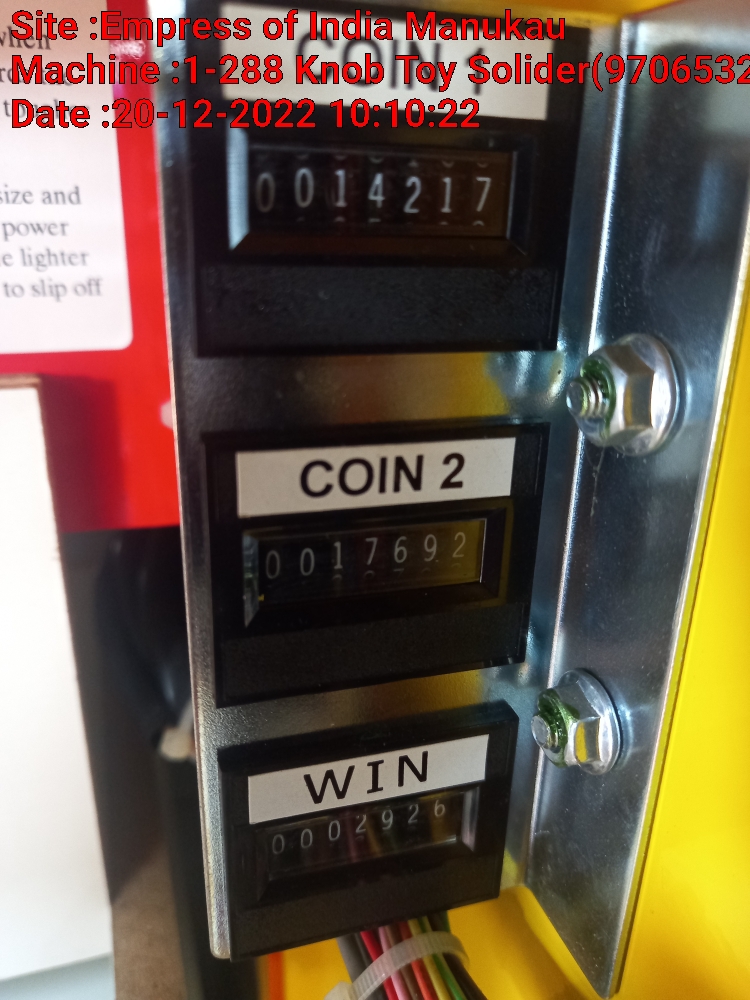 Site :Empress of India Manukau
Machine :1-288 Knob Toy Solider(9706532
Date :20-12-2022 10:10:22
when
size and
power
lighter
to slip off
COIN 1
0014217
COIN 2
0017692
WIN
0002926